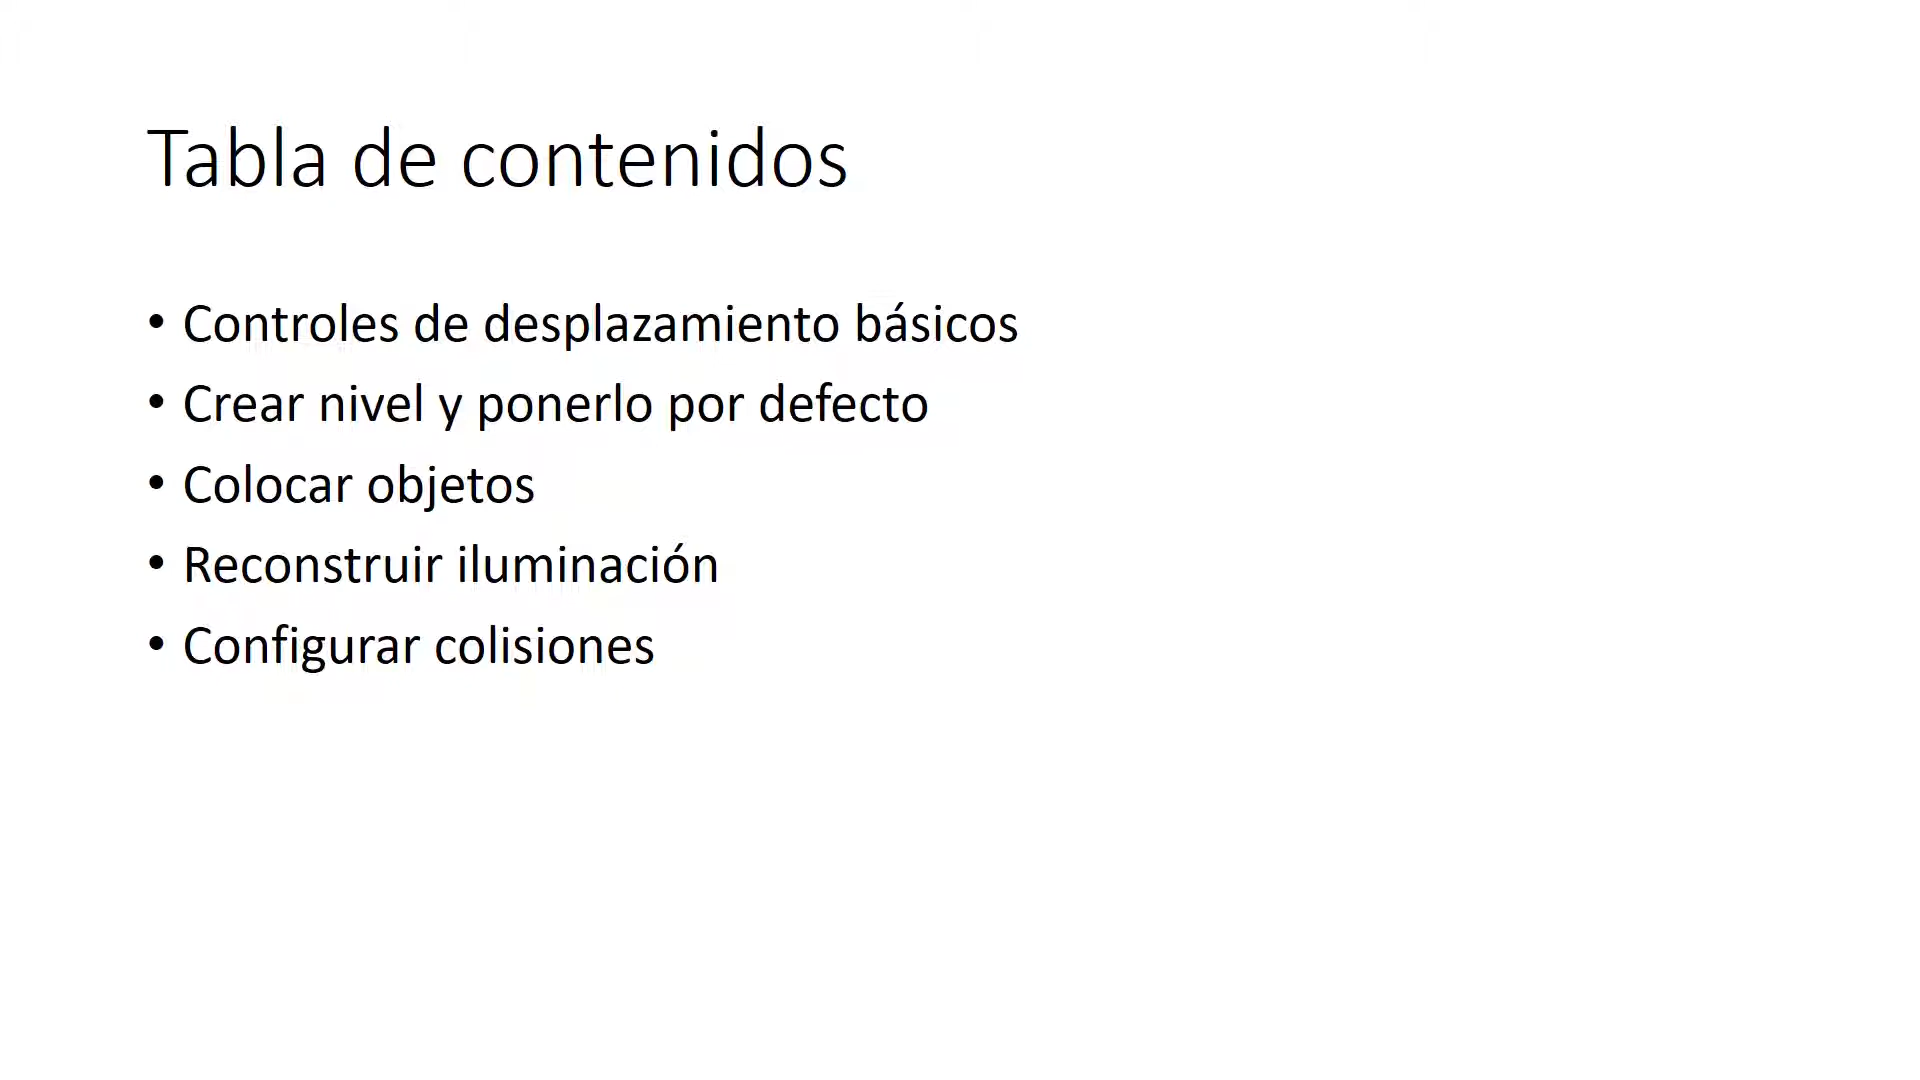 Tabla de contenidos
• Controles de desplazamiento básicos
• Crear nivel y ponerlo por defecto
• Colocar objetos
• Reconstruir iluminación
• Configurar colisiones